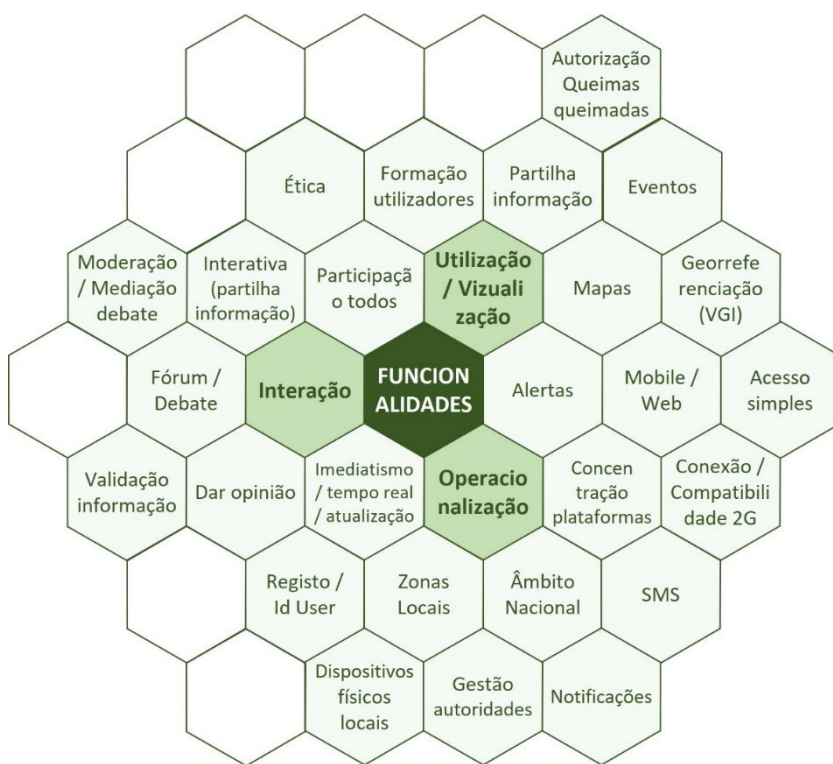 Autorização
Queimas
queimadas
Ética
Formação
utilizadores
Partilha
informação
Eventos
Moderação
/ Mediação
debate
Interativa
(partilha
informação)
Participaçã
o todos
Utilização
/ Vizuali
zação
Mapas
Georrefe
renciação
(VGI)
Fórum /
Debate
Interação
FUNCION
ALIDADES
Alertas
Mobile /
Web
Acesso
simples
Validação
informação
Dar opinião
Imediatismo
/ tempo real
/ atualização
Operacio
nalização
Concen
tração
plataformas
Conexão /
Compatibili
dade 2G
Registo /
Id User
Zonas
Locais
Âmbito
Nacional
SMS
Dispositivos
físicos
locais
Gestão
autoridades
Notificações